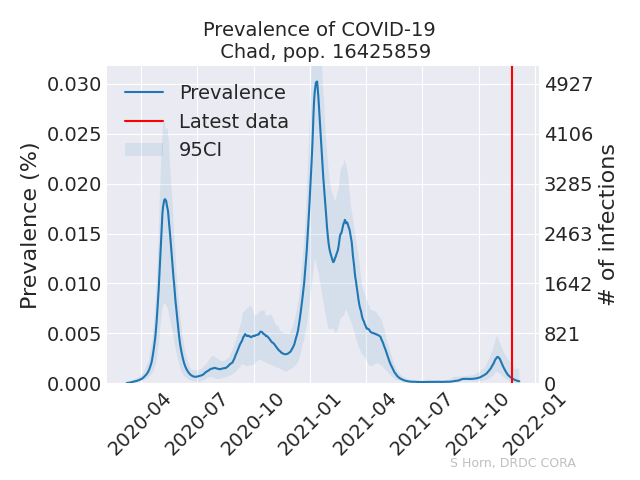 Prevalence of COVID-19
Chad, pop. 16425859
Prevalence
Latest data
95CI
Prevalence (%)
0.030
0.025
0.020
0.015
0.010
0.005
0.000
4927
4106
3285
2463
1642
821
0
# of infections
2020-04
2020-07
2020-10
2021-01
2021-04
2021-07
2021-10
2022-01
S Horn, DRDC CORA